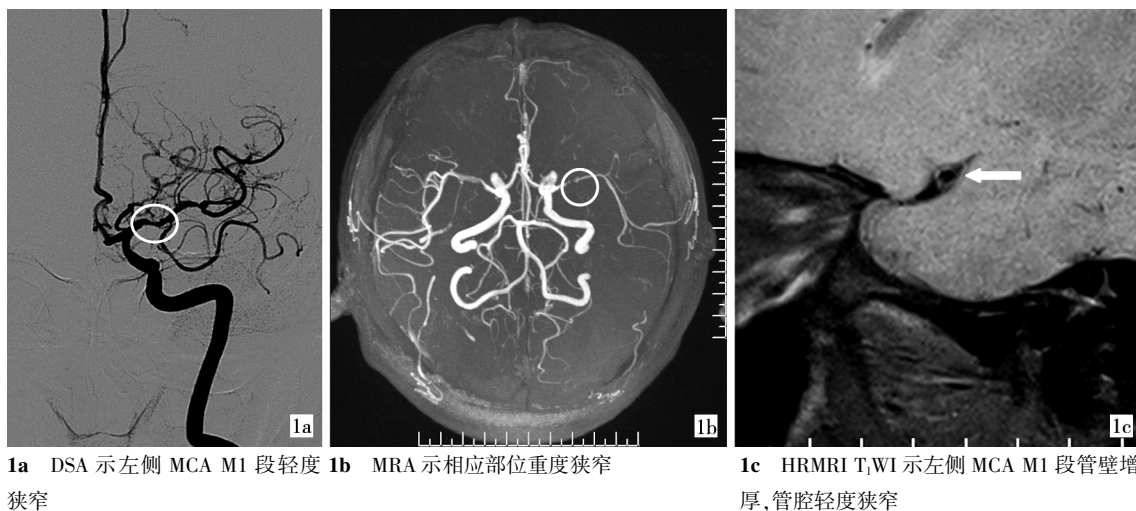 1a
1b
1c
1a DSA 示左侧 MCA M1 段轻度狭窄
1b MRA 示相应部位重度狭窄
1c HRMRI T₁WI 示左侧 MCA M1 段管壁增厚,管腔轻度狭窄